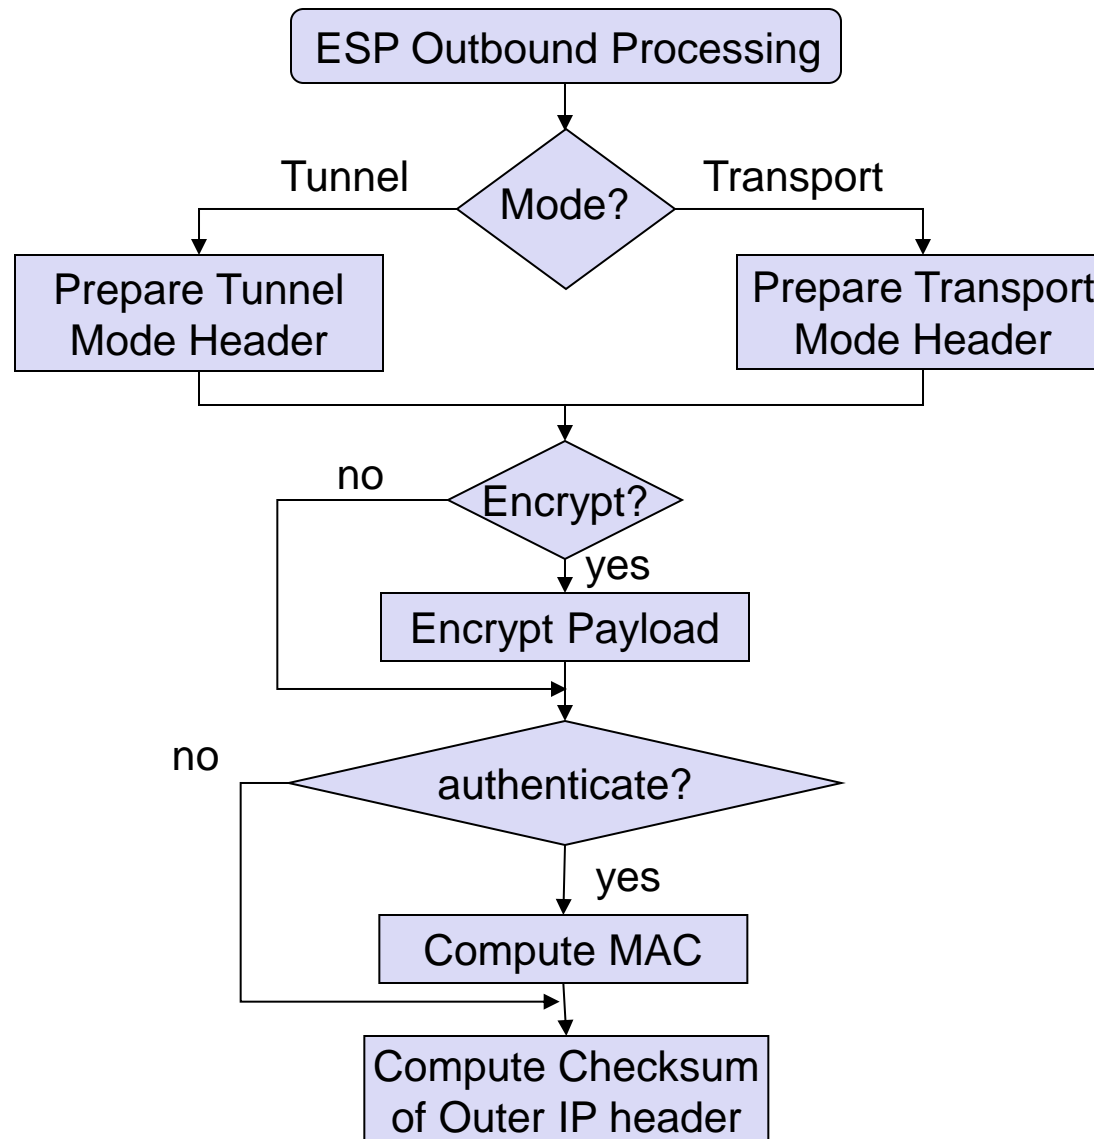 ESP Outbound Processing
Tunnel
Mode?
Transport
Prepare Tunnel
Mode Header
Prepare Transport
Mode Header
no
Encrypt?
yes
Encrypt Payload
no
authenticate?
yes
Compute MAC
Compute Checksum
of Outer IP header